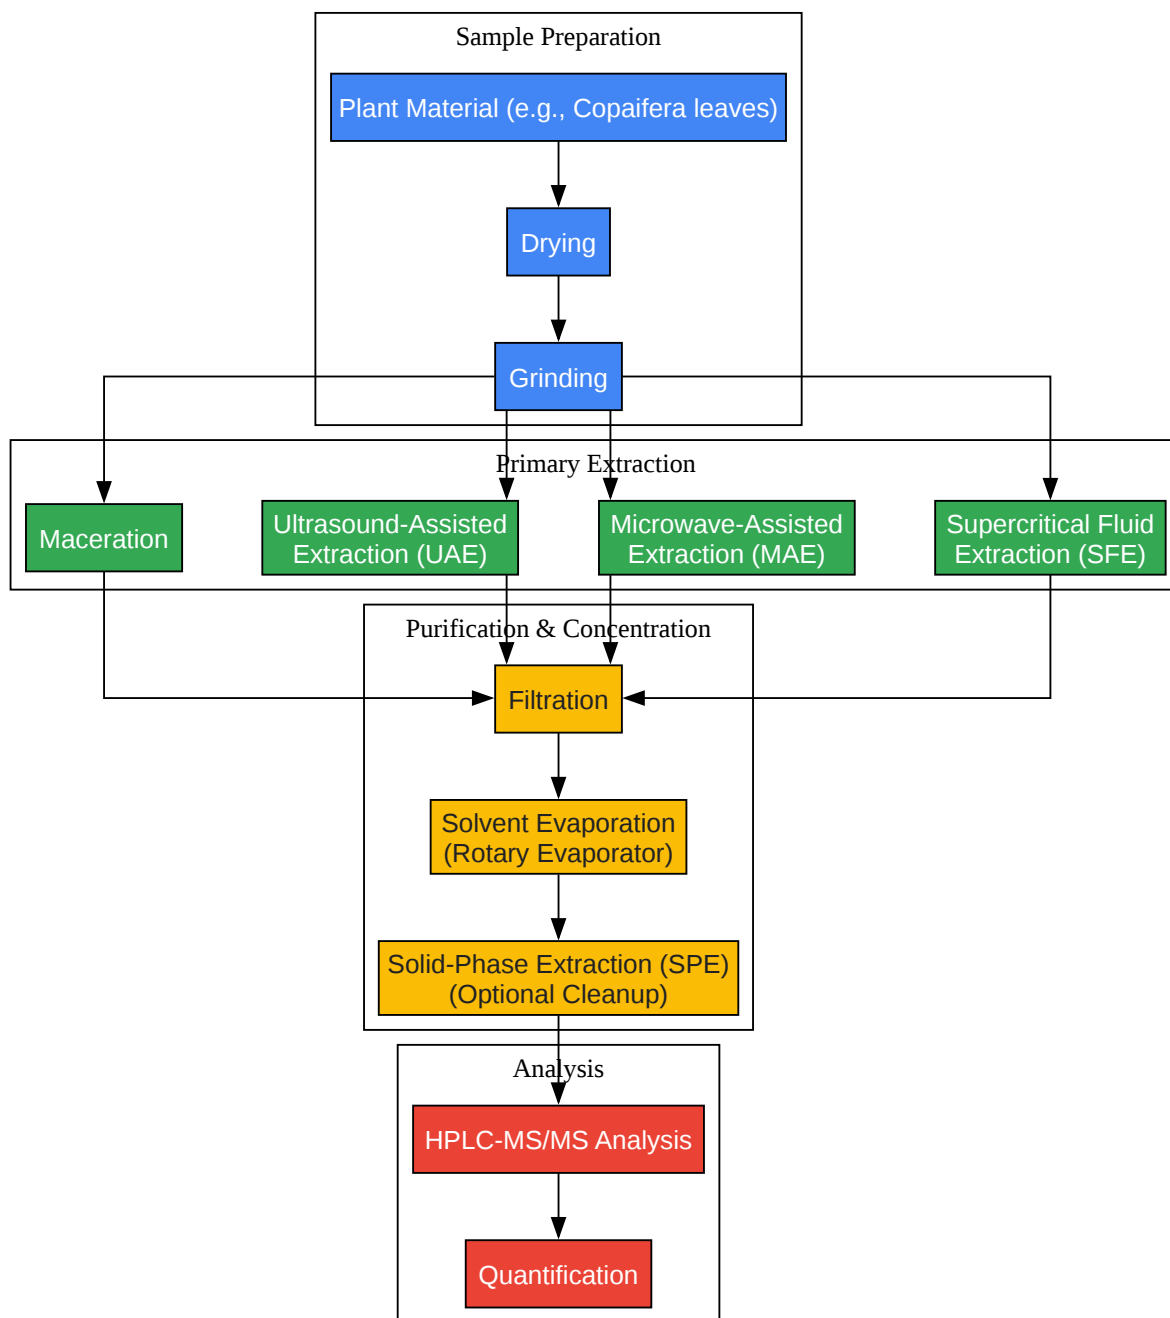 Sample Preparation
Plant Material (e.g., Copaifera leaves)
Drying
Grinding
Primary Extraction
Maceration
Ultrasound-Assisted
Extraction (UAE)
Microwave-Assisted
Extraction (MAE)
Supercritical Fluid
Extraction (SFE)
Purification & Concentration
Filtration
Solvent Evaporation
(Rotary Evaporator)
Solid-Phase Extraction (SPE)
(Optional Cleanup)
Analysis
HPLC-MS/MS Analysis
Quantification